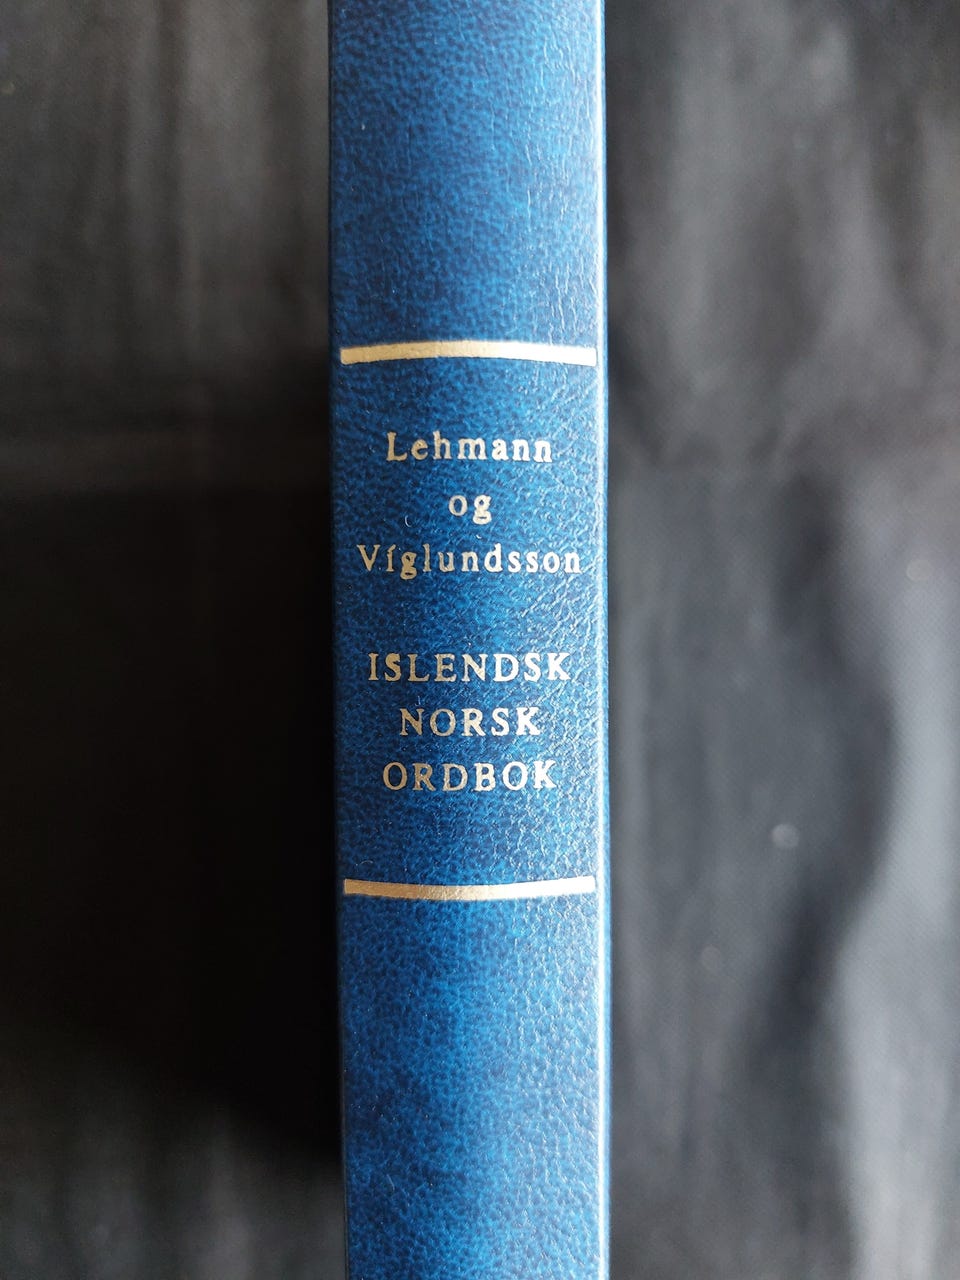 Lehmann
og
Víglundsson
ISLENDSK
NORSK
ORDBOK